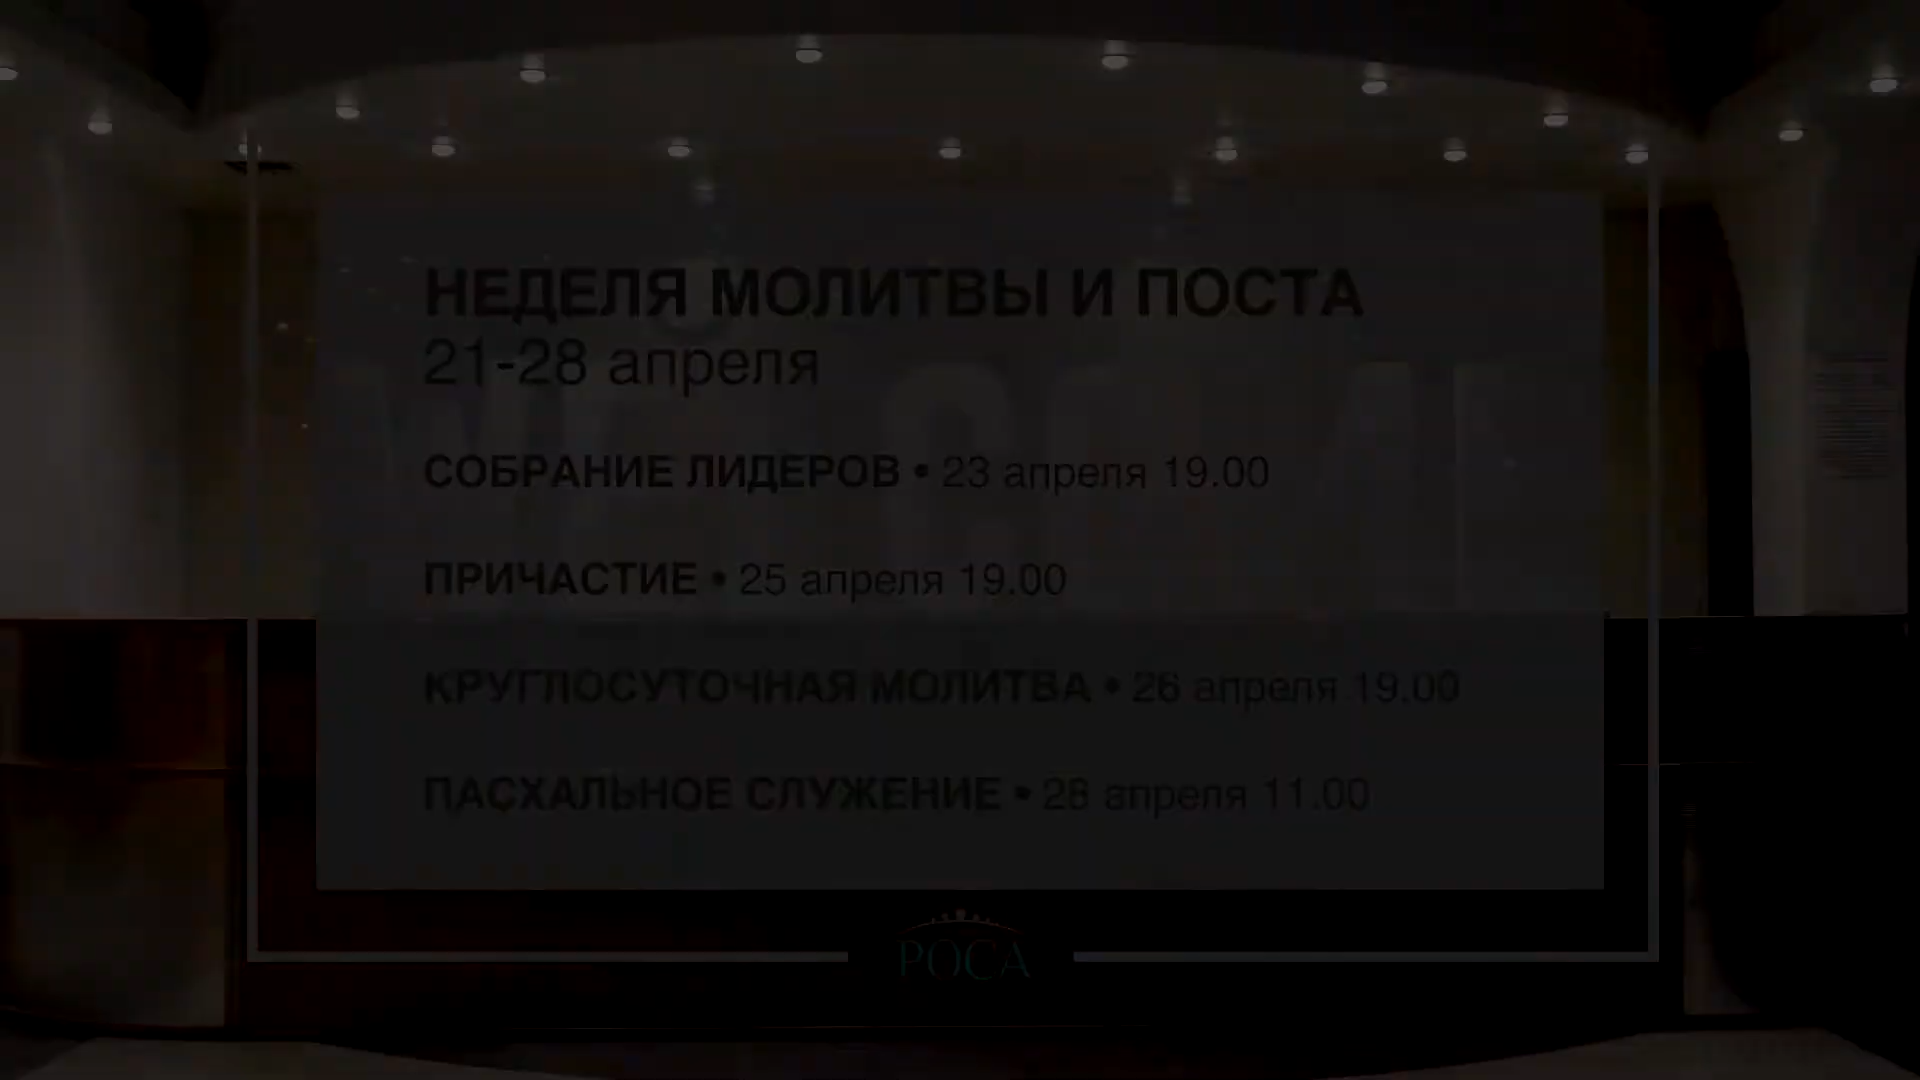 НЕДЕЛЯ МОЛИТВЫ И ПОСТА
21-28 апреля
СОБРАНИЕ ЛИДЕРОВ • 23 апреля 19.00
ПРИЧАСТИЕ • 25 апреля 19.00
КРУГЛОСУТОЧНАЯ МОЛИТВА • 26 апреля 19.00
ПАСХАЛЬНОЕ СЛУЖЕНИЕ • 28 апреля 11.00
РОСА